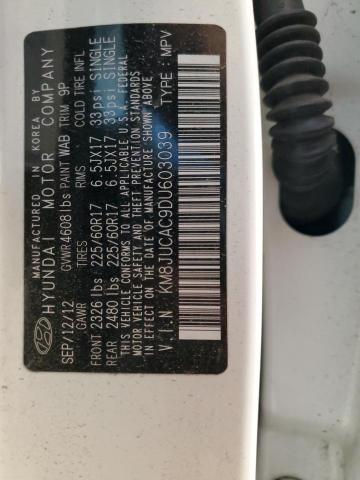 MANUFACTURED IN KOREA BY
HYUNDAI MOTOR COMPANY
SEP/12/12 GVWR 4608 lbs PAINT WAB TRIM 9P
GAWR TIRES RIMS COLD TIRE INFL
FRONT 2326 lbs : 225/60R17 6.5JX17 33psi SINGLE
REAR 2480 lbs 225/60R17 6.5JX17 33psi SINGLE
THIS VEHICLE CONFORMS TO ALL APPLICABLE U.S.A. FEDERAL
MOTOR VEHICLE SAFETY AND THEFT PREVENTION STANDARDS
IN EFFECT ON THE DATE OF MANUFACTURE SHOWN ABOVE
V.I.N : KM8JUCAC9DU603039 TYPE : MPV